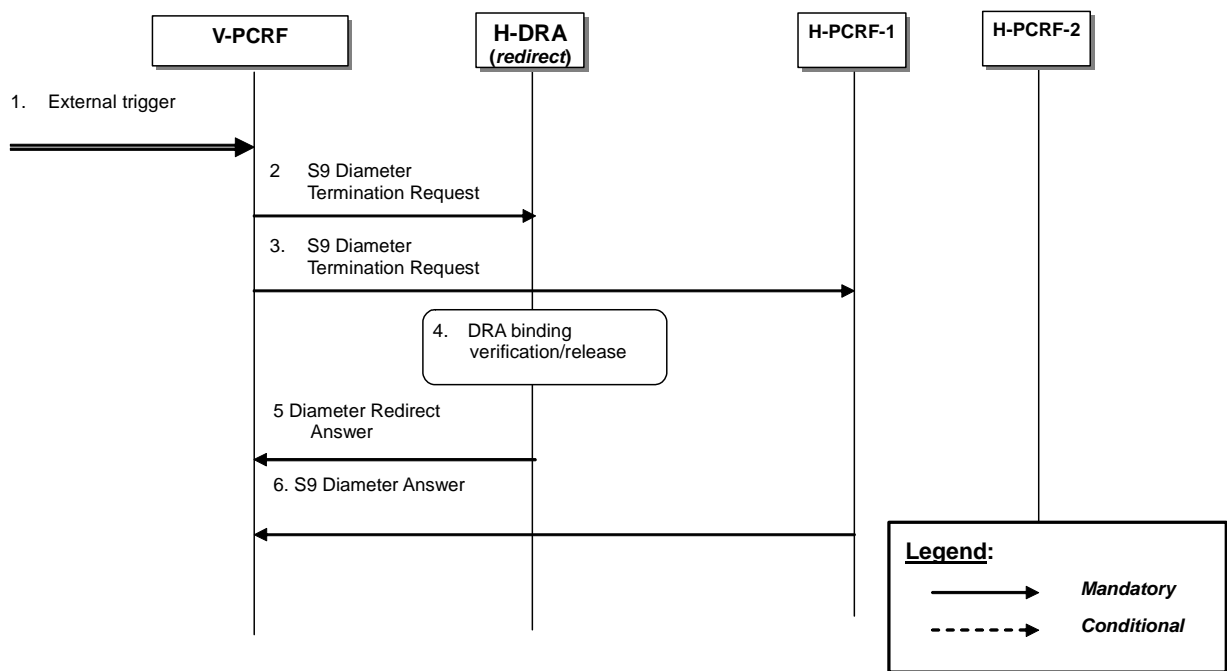 V-PCRF
H-DRA
(redirect)
H-PCRF-1
H-PCRF-2
1. External trigger
2 S9 Diameter
Termination Request
3. S9 Diameter
Termination Request
4. DRA binding
verification/release
5 Diameter Redirect
Answer
6. S9 Diameter Answer
Legend:
Mandatory
Conditional